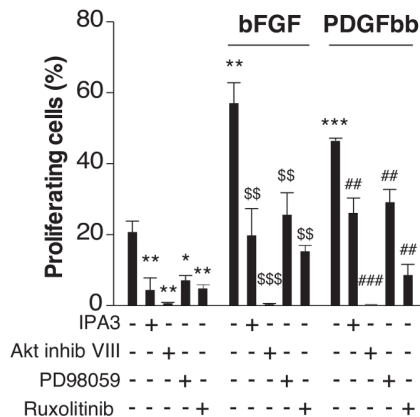 bFGF PDGFbb
Proliferating cells (%)
80
60
40
20
0
** ** * ** ** $$ $$$ $$ $$ *** ## ### ## ##
IPA3 - + - - - - + - - - - + - - -
Akt inhib VIII - - + - - - - + - - - - + - -
PD98059 - - - + - - - - + - - - - + -
Ruxolitinib - - - - + - - - - + - - - - +